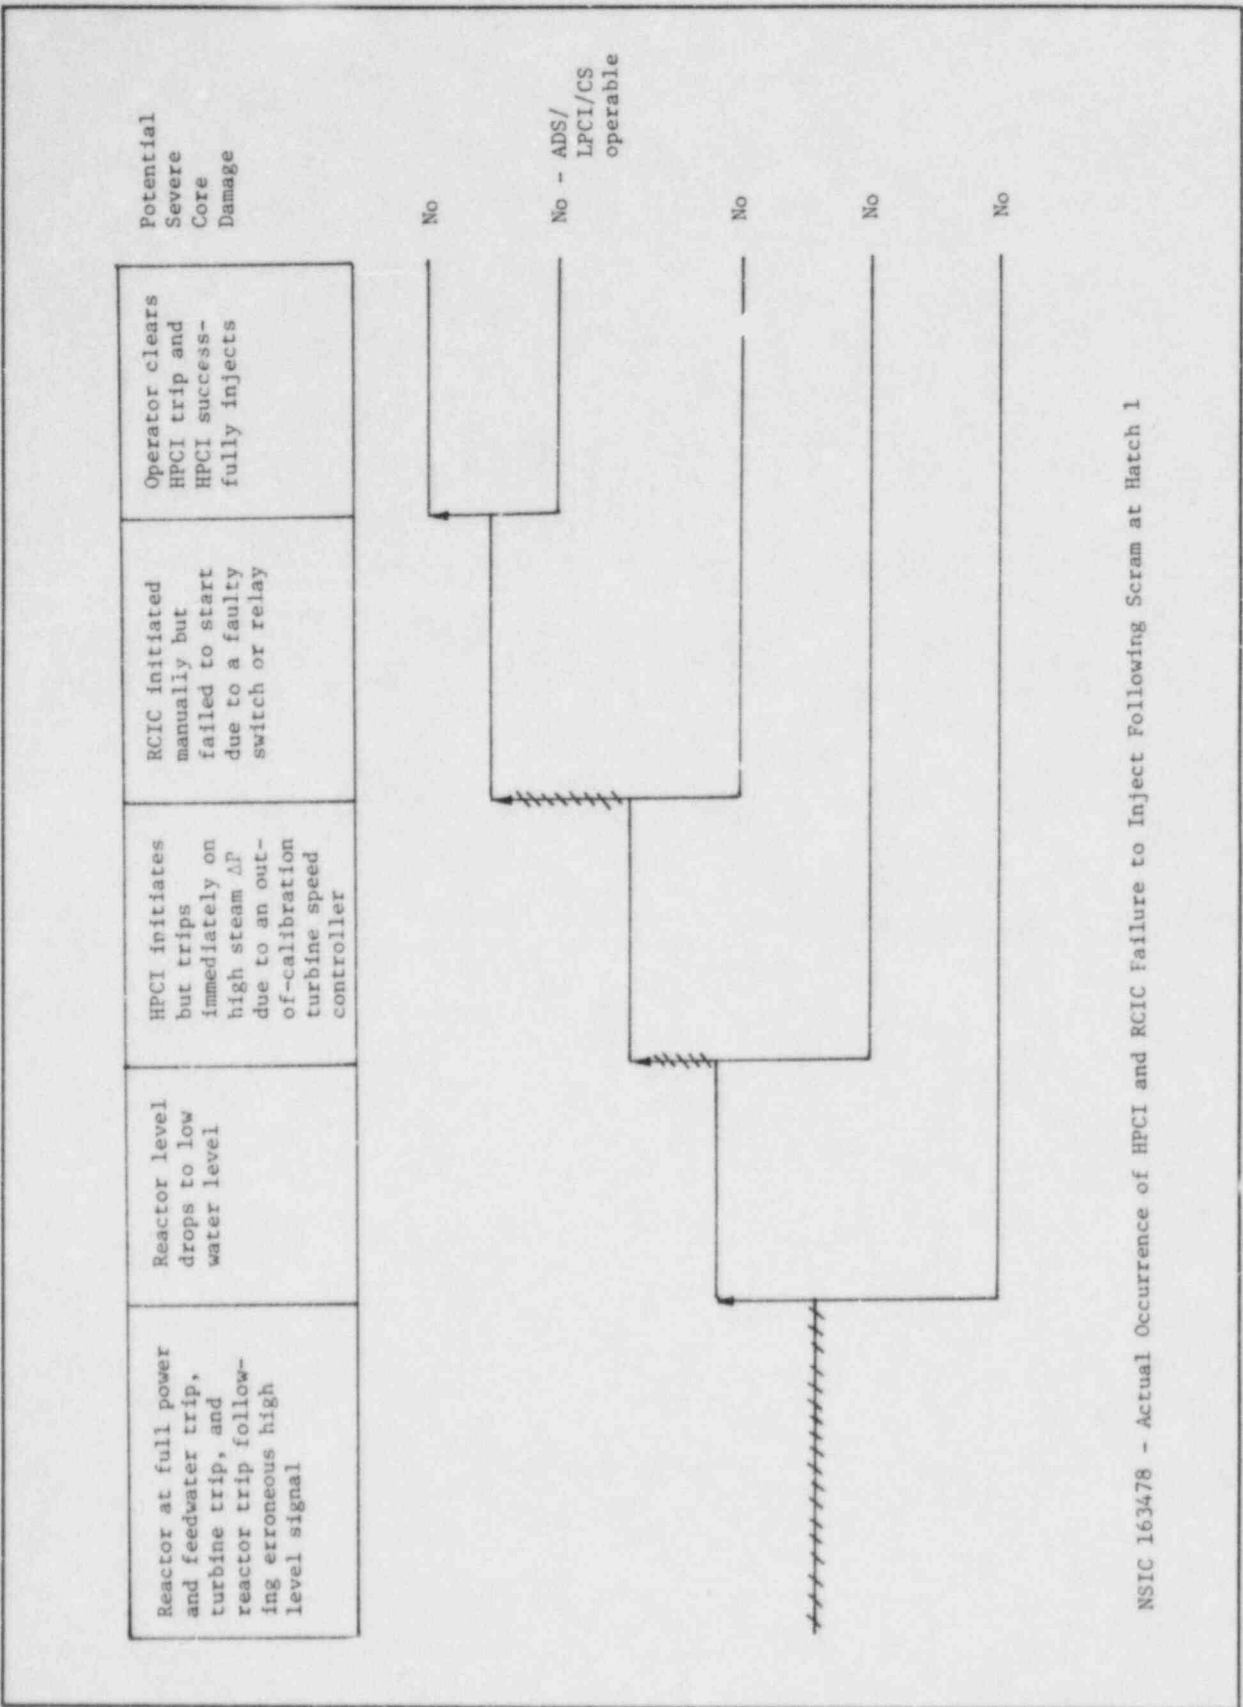 Reactor at full power
and feedwater trip,
turbine trip, and
reactor trip follow-
ing erroneous high
level signal
Reactor level
drops to low
water level
HPCI initiates
but trips
immediately on
high steam ΔP
due to an out-
of-calibration
turbine speed
controller
RCIC initiated
manually but
failed to start
due to a faulty
switch or relay
Operator clears
HPCI trip and
HPCI success-
fully injects
Potential
Severe
Core
Damage
No
No - ADS/
LPCI/CS
operable
No
No
No
NSIC 163478 - Actual Occurrence of HPCI and RCIC Failure to Inject Following Scram at Hatch 1